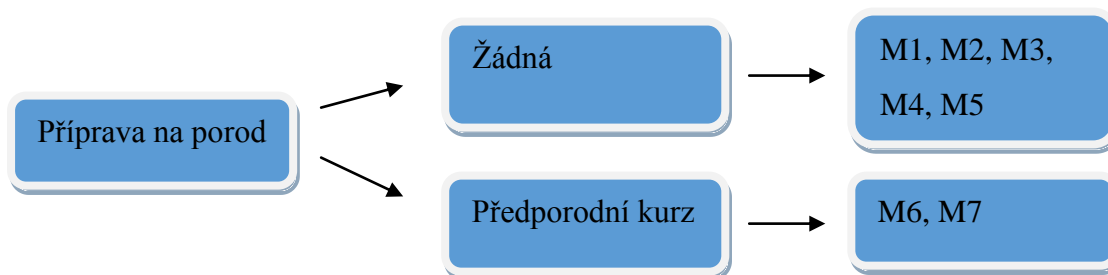 Příprava na porod
Žádná
M1, M2, M3,
M4, M5
Předporodní kurz
M6, M7